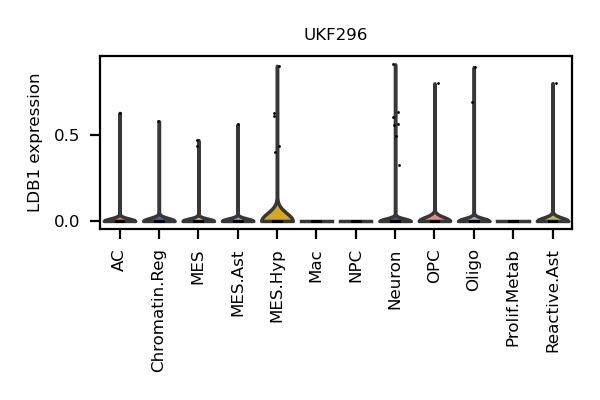 UKF296
LDB1 expression
0.5
0.0
AC
Chromatin.Reg
MES
MES.Ast
MES.Hyp
Mac
NPC
Neuron
OPC
Oligo
Prolif.Metab
Reactive.Ast